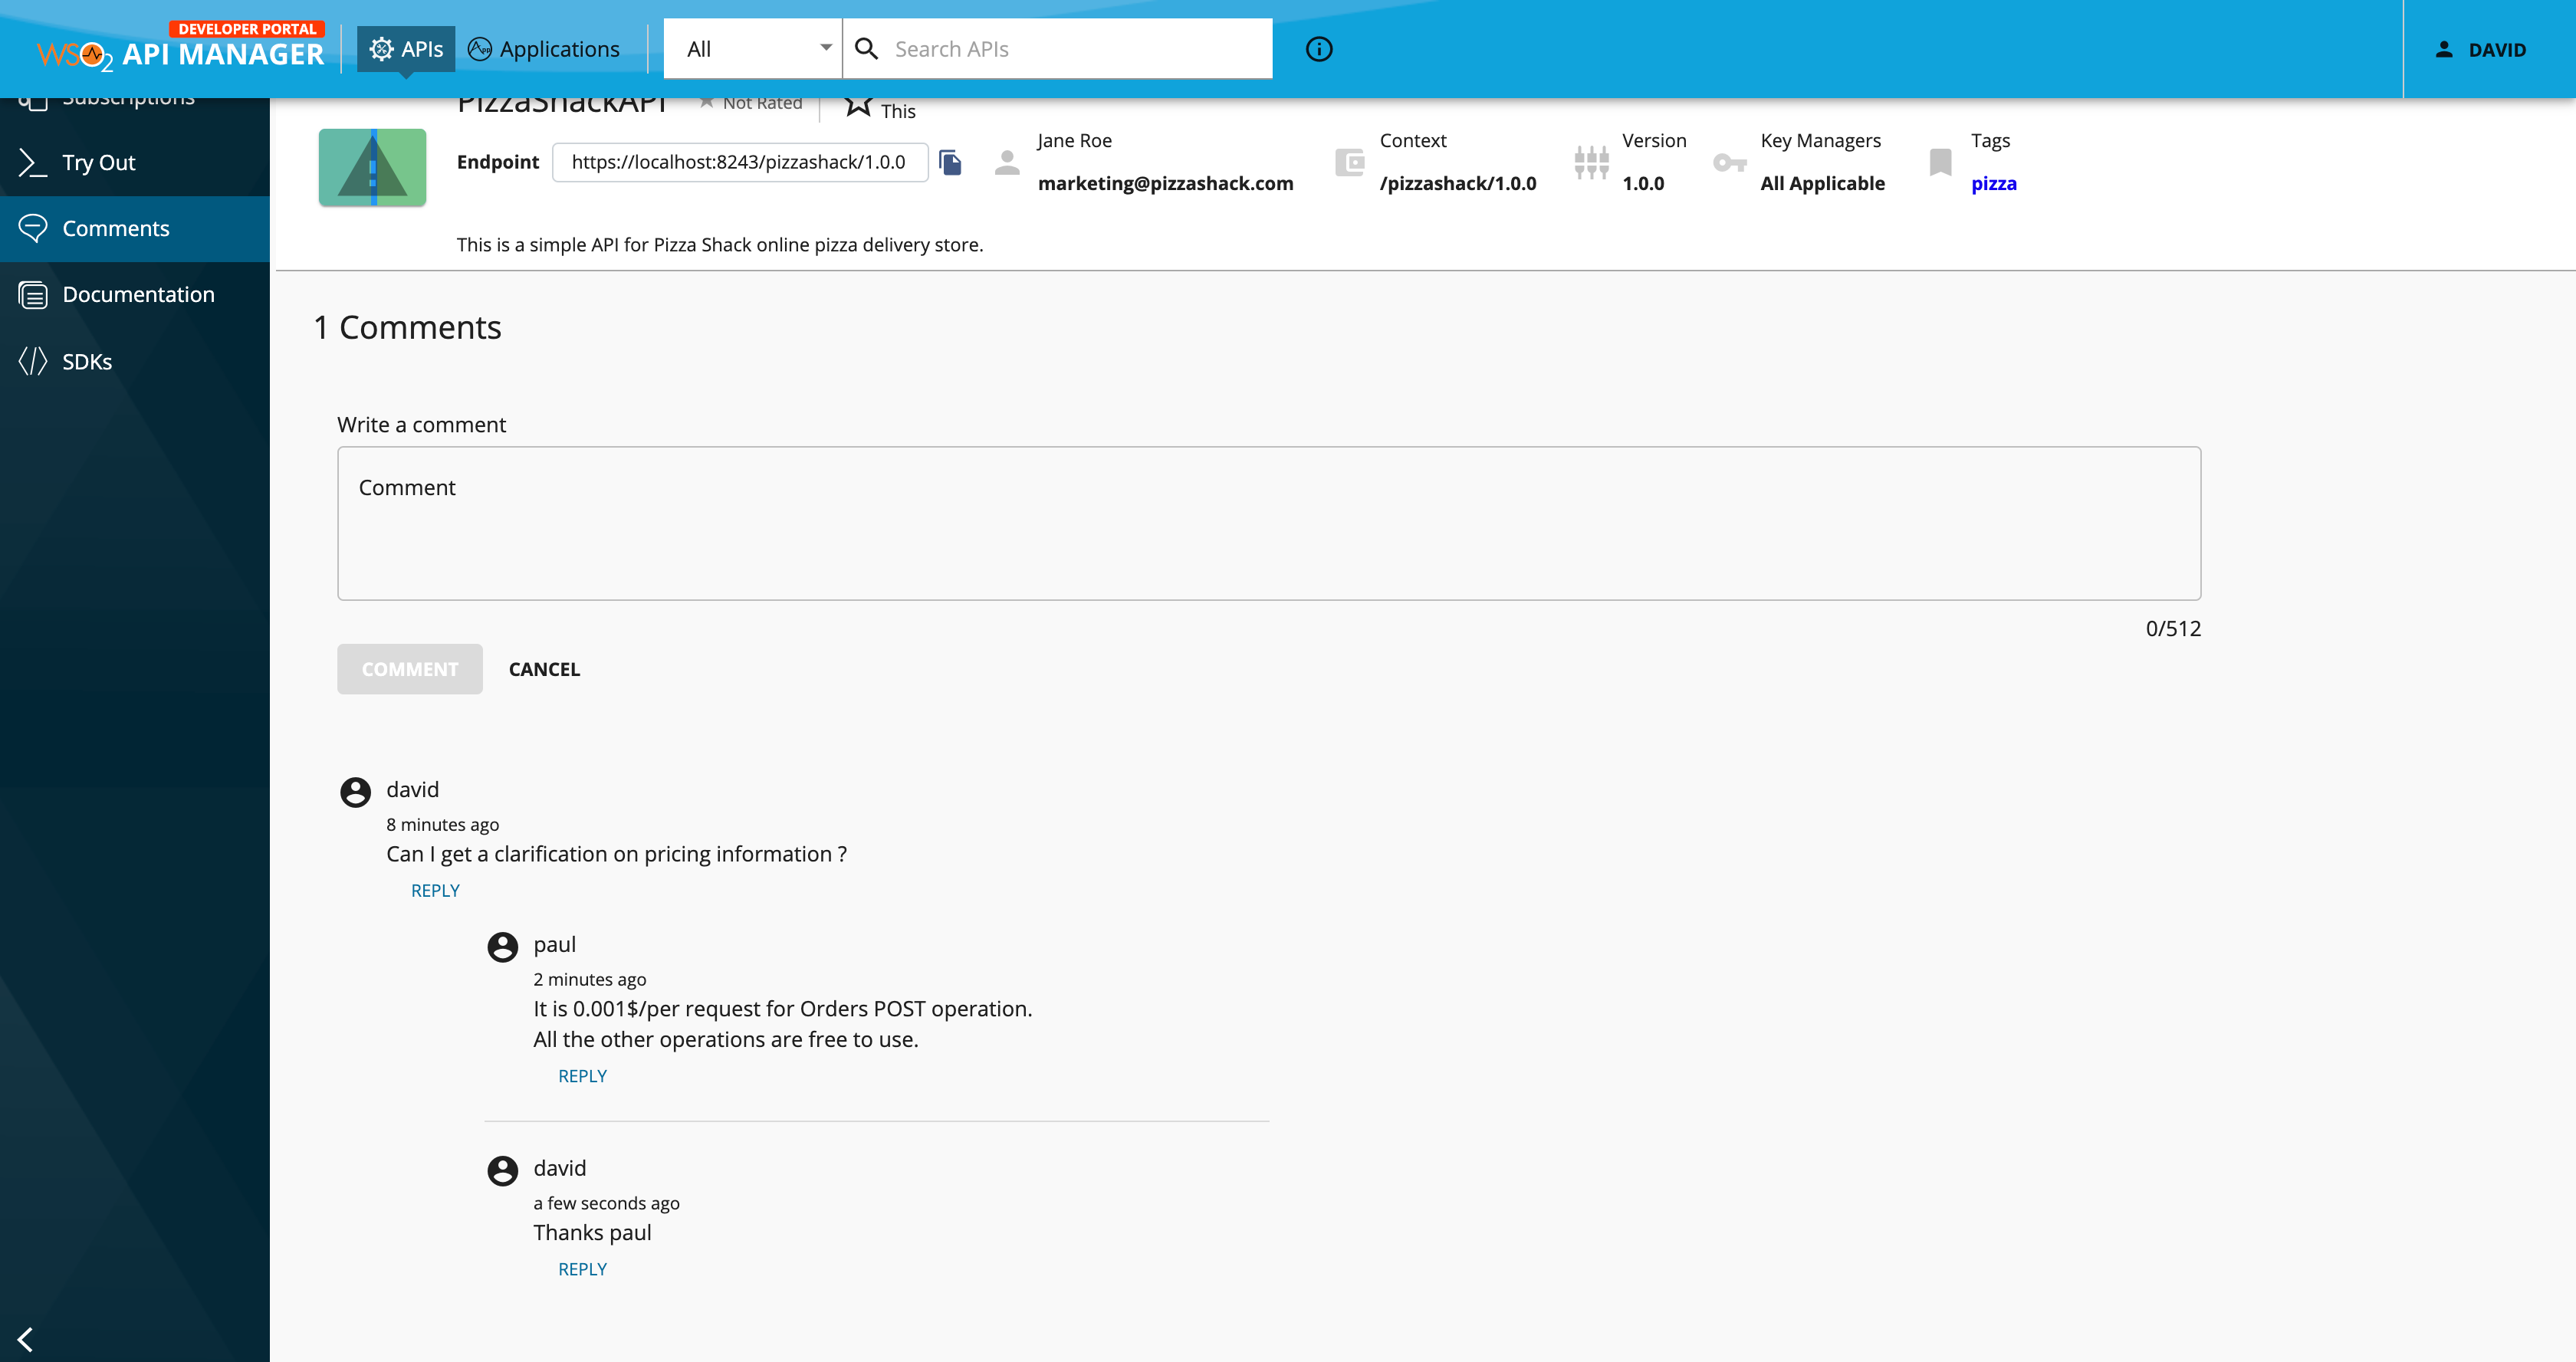 DEVELOPER PORTAL
WSO2 API MANAGER
APIs
Applications
All
Search APIs
DAVID
Subscriptions
Try Out
Comments
Documentation
SDKs
PizzaShackAPI
Not Rated
This
Endpoint
https://localhost:8243/pizzashack/1.0.0
Jane Roe
marketing@pizzashack.com
Context
/pizzashack/1.0.0
Version
1.0.0
Key Managers
All Applicable
Tags
pizza
This is a simple API for Pizza Shack online pizza delivery store.
1 Comments
Write a comment
Comment
0/512
COMMENT
CANCEL
david
8 minutes ago
Can I get a clarification on pricing information ?
REPLY
paul
2 minutes ago
It is 0.001$/per request for Orders POST operation.
All the other operations are free to use.
REPLY
david
a few seconds ago
Thanks paul
REPLY